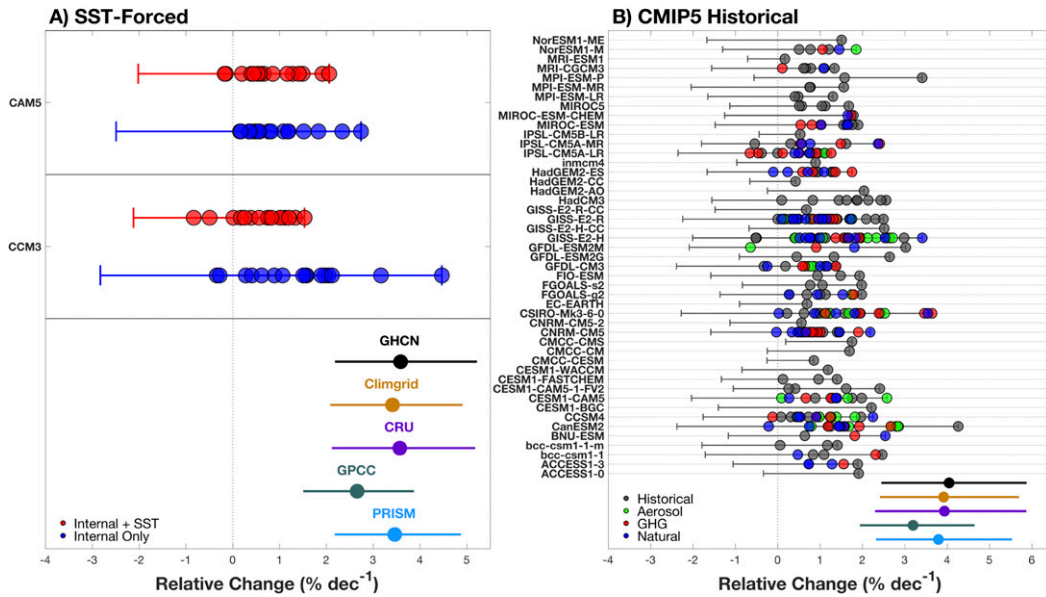 A) SST-Forced
CAM5
CCM3
GHCN
Climgrid
CRU
GPCC
PRISM
Internal + SST
Internal Only
-4 -3 -2 -1 0 1 2 3 4 5
Relative Change (% dec-1)
B) CMIP5 Historical
NorESM1-ME
NorESM1-M
MRI-ESM1
MRI-CGCM3
MPI-ESM-P
MPI-ESM-MR
MPI-ESM-LR
MIROC5
MIROC-ESM-CHEM
MIROC-ESM
IPSL-CM5B-LR
IPSL-CM5A-MR
IPSL-CM5A-LR
inmcm4
HadGEM2-ES
HadGEM2-CC
HadGEM2-AO
HadCM3
GISS-E2-R-CC
GISS-E2-R
GISS-E2-H-CC
GISS-E2-H
GFDL-ESM2M
GFDL-ESM2G
GFDL-CM3
FIO-ESM
FGOALS-s2
FGOALS-g2
EC-EARTH
CSIRO-Mk3-6-0
CNRM-CM5-2
CNRM-CM5
CMCC-CMS
CMCC-CM
CMCC-CESM
CESM1-WACCM
CESM1-FASTCHEM
CESM1-CAM5-1-FV2
CESM1-CAM5
CESM1-BGC
CCSM4
CanESM2
BNU-ESM
bcc-csm1-1-m
bcc-csm1-1
ACCESS1-3
ACCESS1-0
Historical
Aerosol
GHG
Natural
-4 -3 -2 -1 0 1 2 3 4 5 6 7
Relative Change (% dec-1)